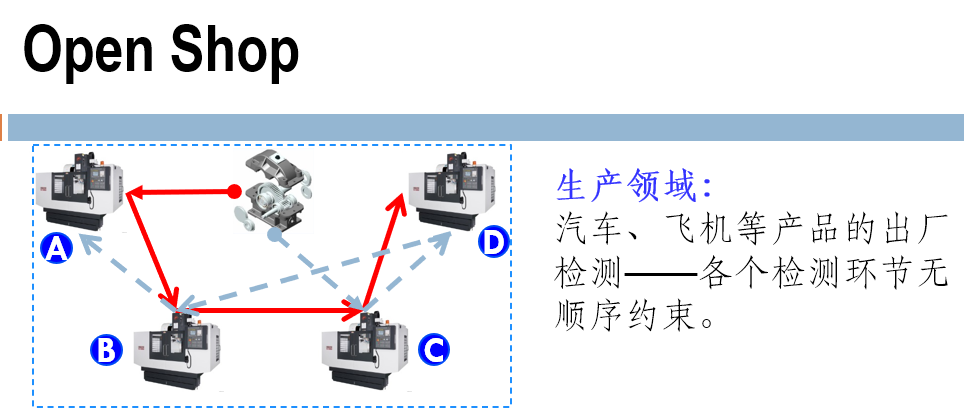 Open Shop
A
D
B
C
生产领域：
汽车、飞机等产品的出厂
检测——各个检测环节无
顺序约束。